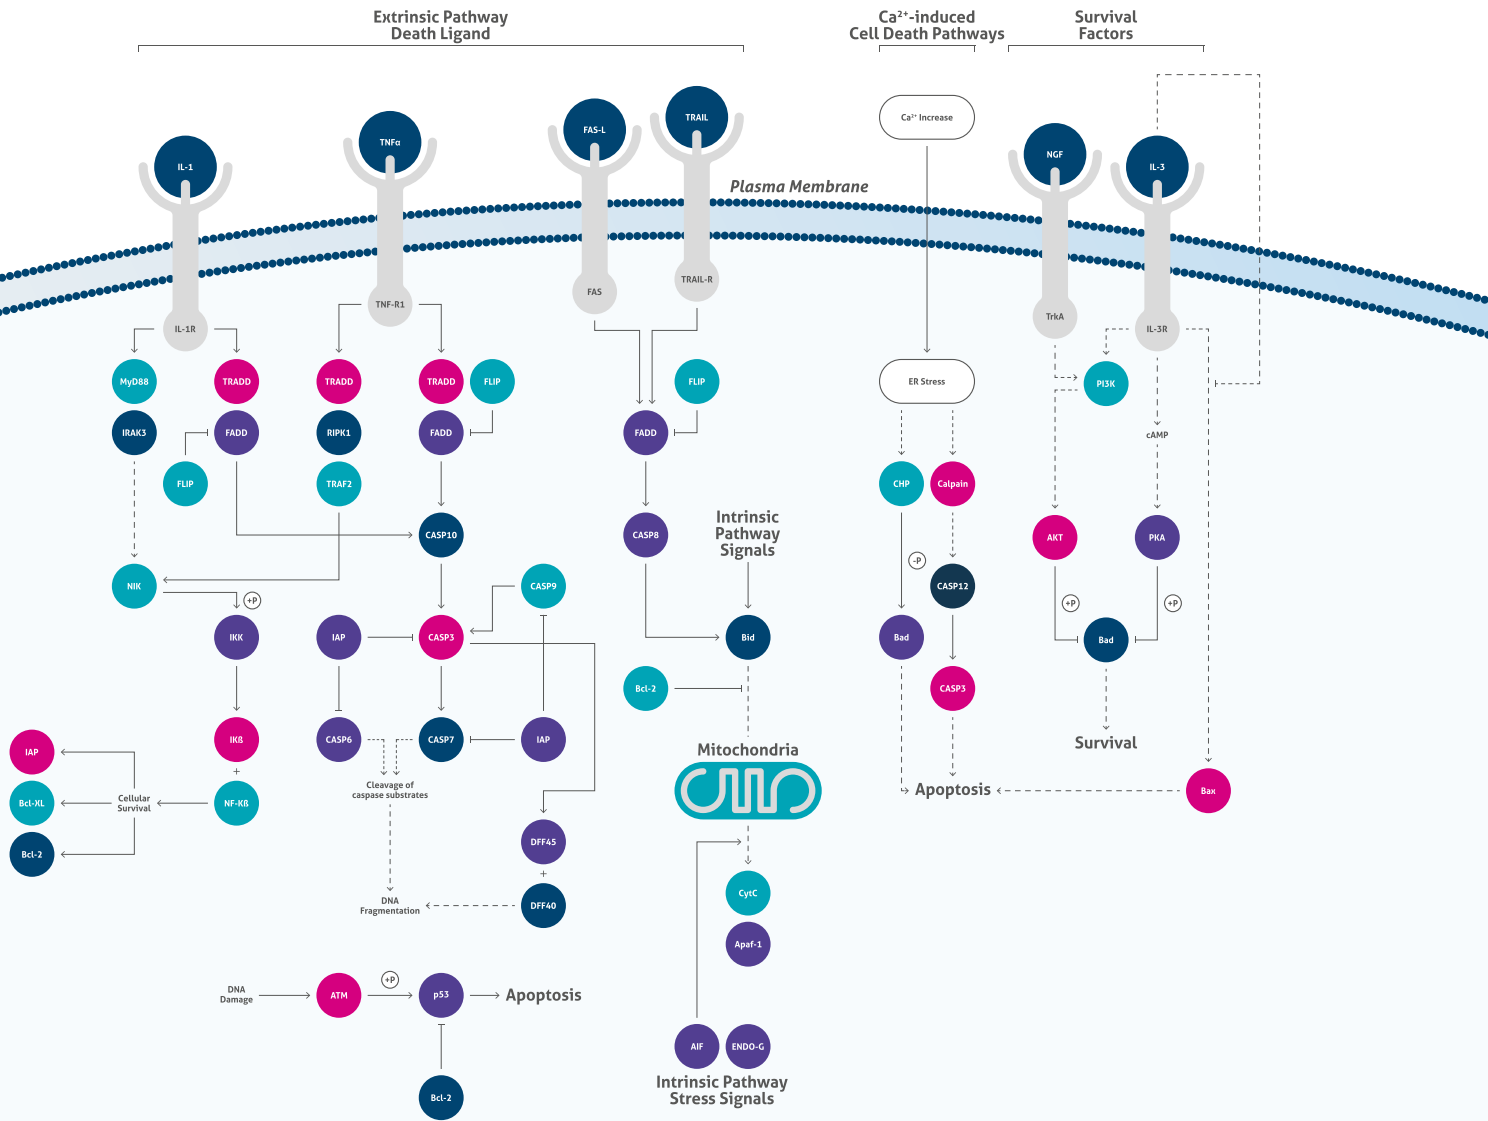 Extrinsic Pathway
Death Ligand
Ca²⁺-induced
Cell Death Pathways
Survival
Factors
IL-1
TNFα
FAS-L
TRAIL
Ca²⁺ Increase
NGF
IL-3
Plasma Membrane
IL-1R
TNF-R1
FAS
TRAIL-R
TrkA
IL-3R
MyD88
TRADD
TRADD
TRADD
FLIP
FLIP
ER Stress
PI3K
IRAK3
FADD
RIPK1
FADD
FADD
cAMP
FLIP
TRAF2
CHP
Calpain
CASP10
CASP8
Intrinsic
Pathway
Signals
AKT
PKA
-P
NIK
CASP9
CASP12
+P
+P
+P
IKK
IAP
CASP3
Bid
Bad
Bad
Bcl-2
CASP3
IAP
IKß
CASP6
CASP7
IAP
Mitochondria
Survival
+
Cleavage of
caspase substrates
Apoptosis
Bax
Bcl-XL
Cellular
Survival
NF-Kß
Bcl-2
DFF45
+
DNA
Fragmentation
DFF40
CytC
Apaf-1
DNA
Damage
ATM
+P
p53
Apoptosis
AIF
ENDO-G
Intrinsic Pathway
Stress Signals
Bcl-2